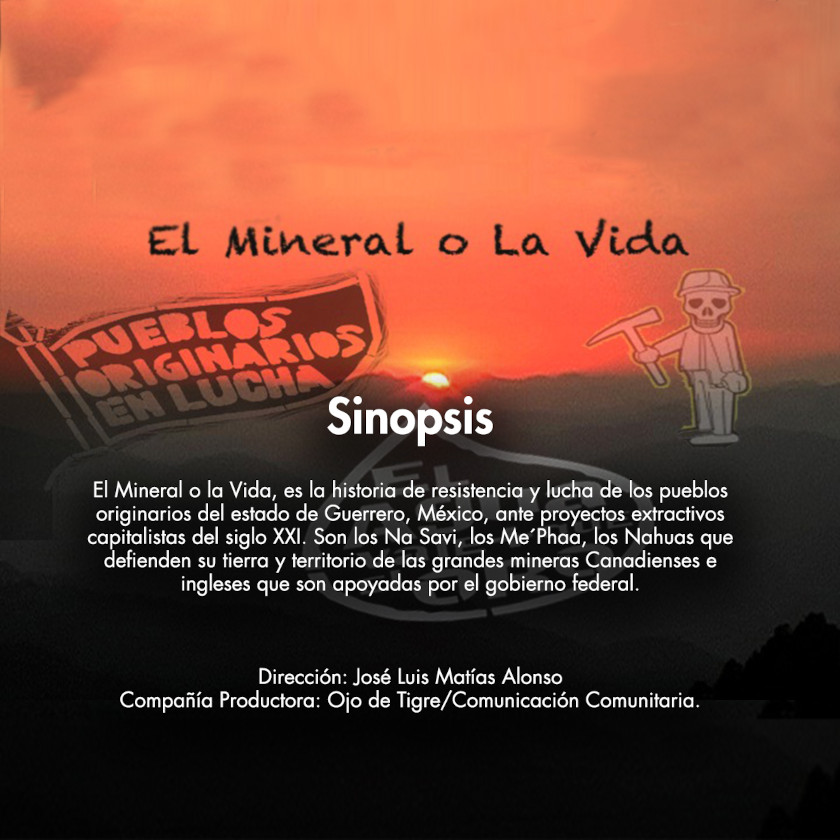 El Mineral o La Vida
PUEBLOS
ORIGINARIOS
EN LUCHA
Sinopsis
El Mineral o la Vida, es la historia de resistencia y lucha de los pueblos
originarios del estado de Guerrero, México, ante proyectos extractivos
capitalistas del siglo XXI. Son los Na Savi, los Me´Phaa, los Nahuas que
defienden su tierra y territorio de las grandes mineras Canadienses e
ingleses que son apoyadas por el gobierno federal.
EL
Dirección: José Luis Matías Alonso
Compañía Productora: Ojo de Tigre/Comunicación Comunitaria.